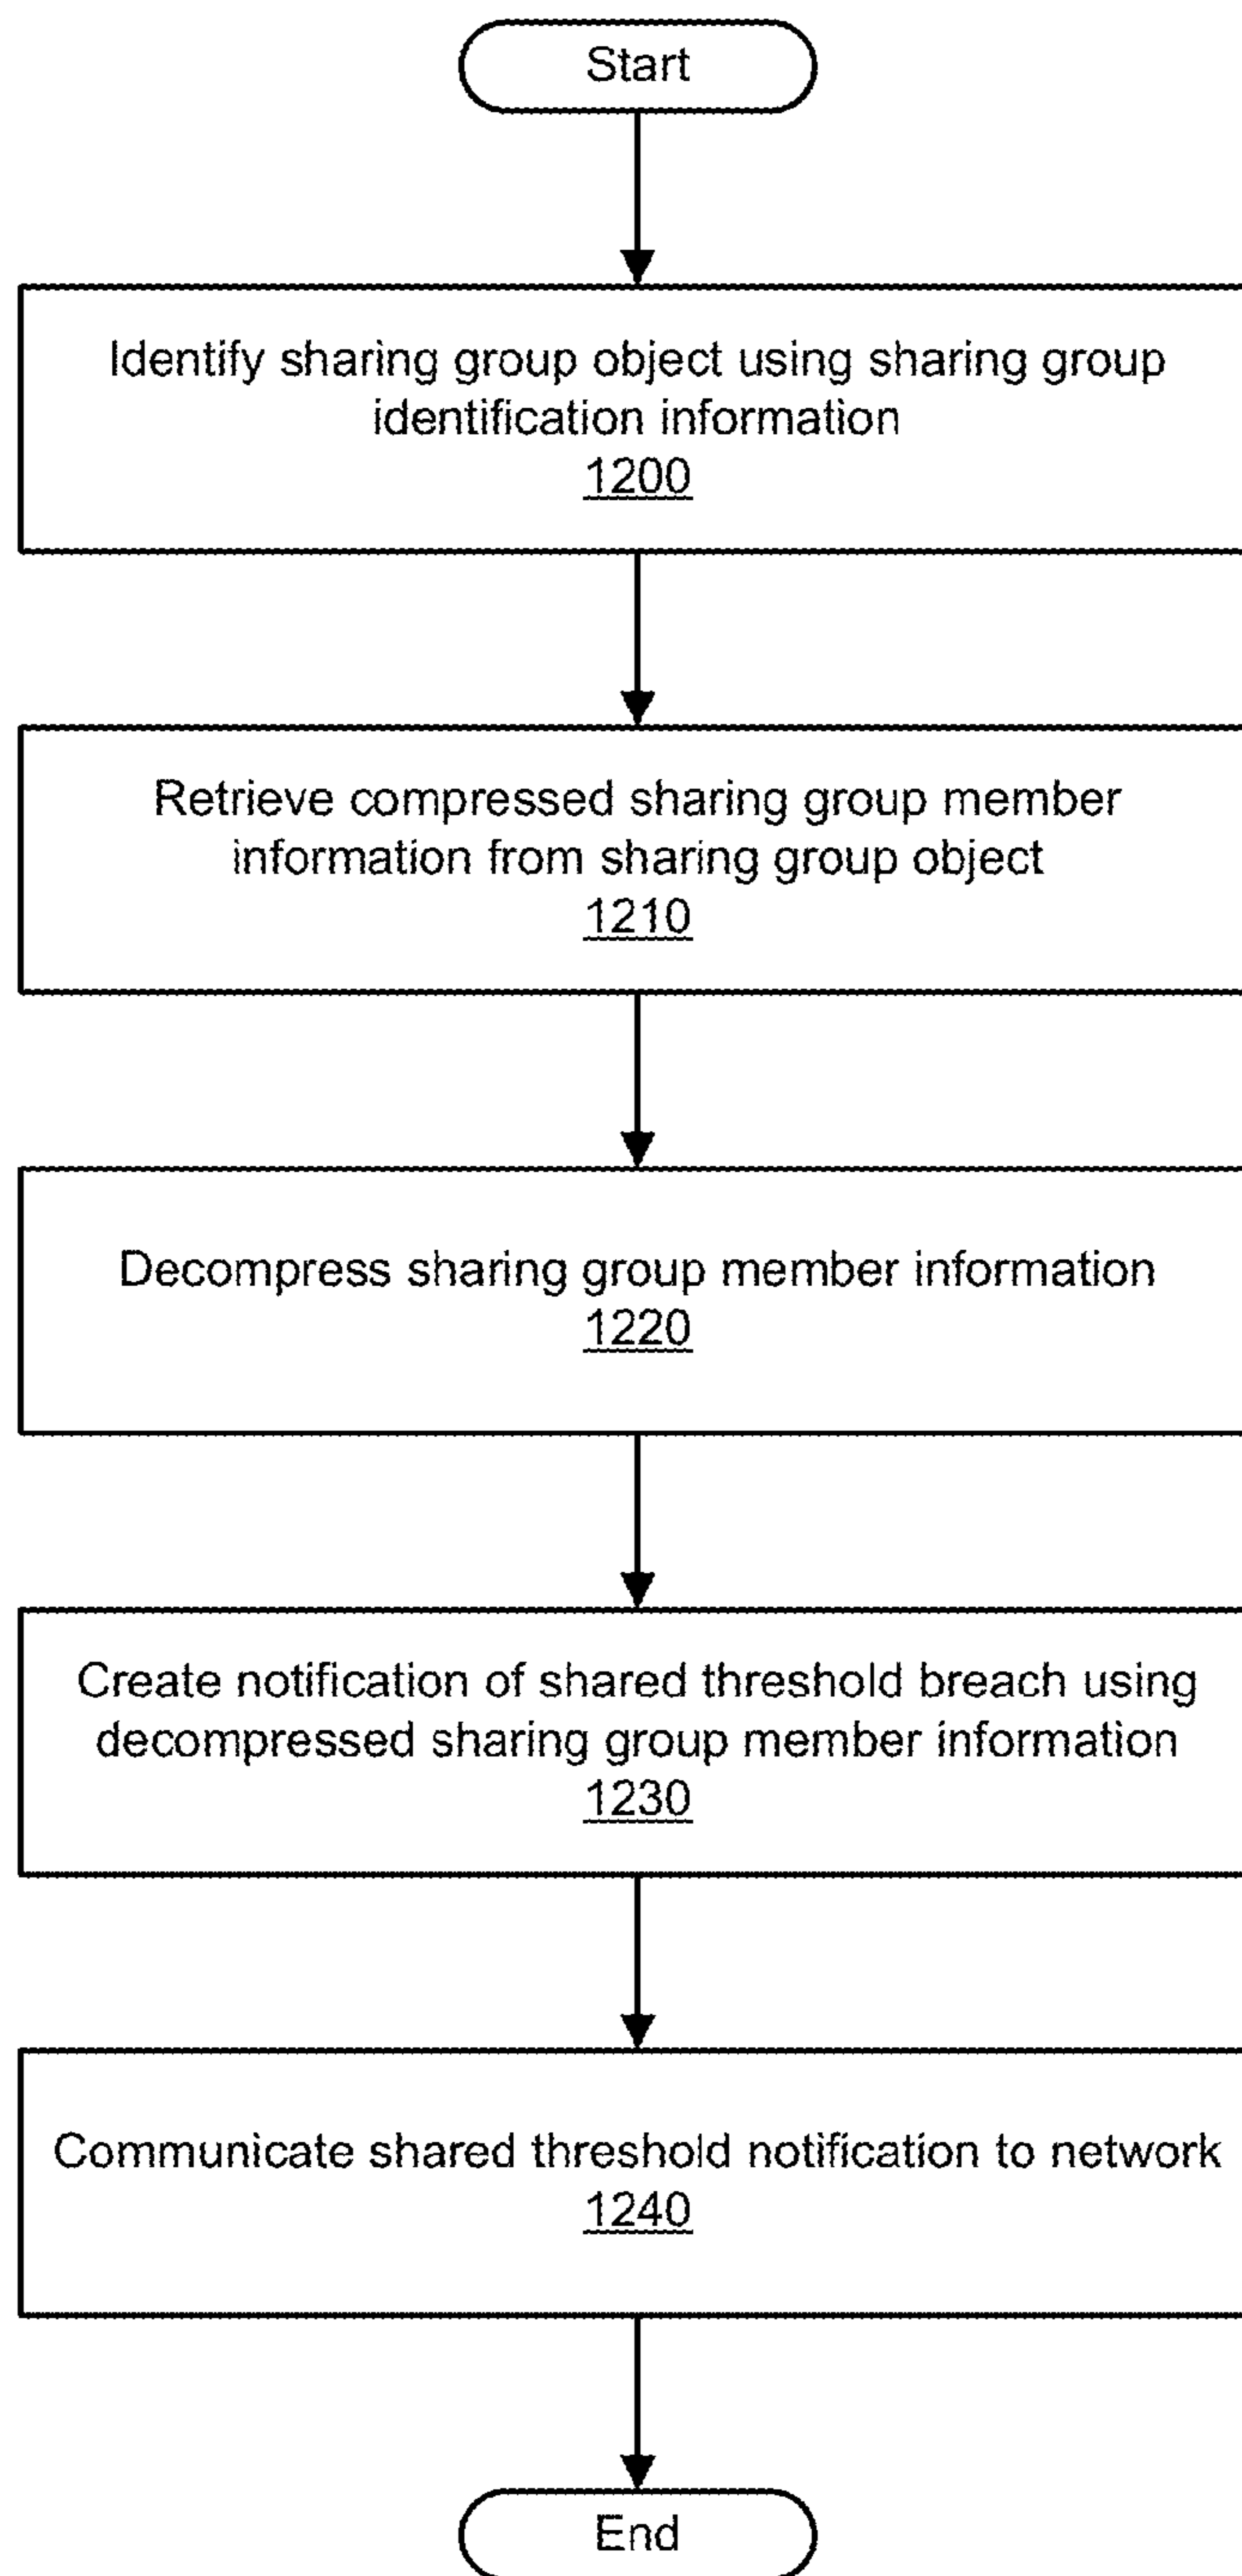 Start
Identify sharing group object using sharing group
identification information
1200
Retrieve compressed sharing group member
information from sharing group object
1210
Decompress sharing group member information
1220
Create notification of shared threshold breach using
decompressed sharing group member information
1230
Communicate shared threshold notification to network
1240
End